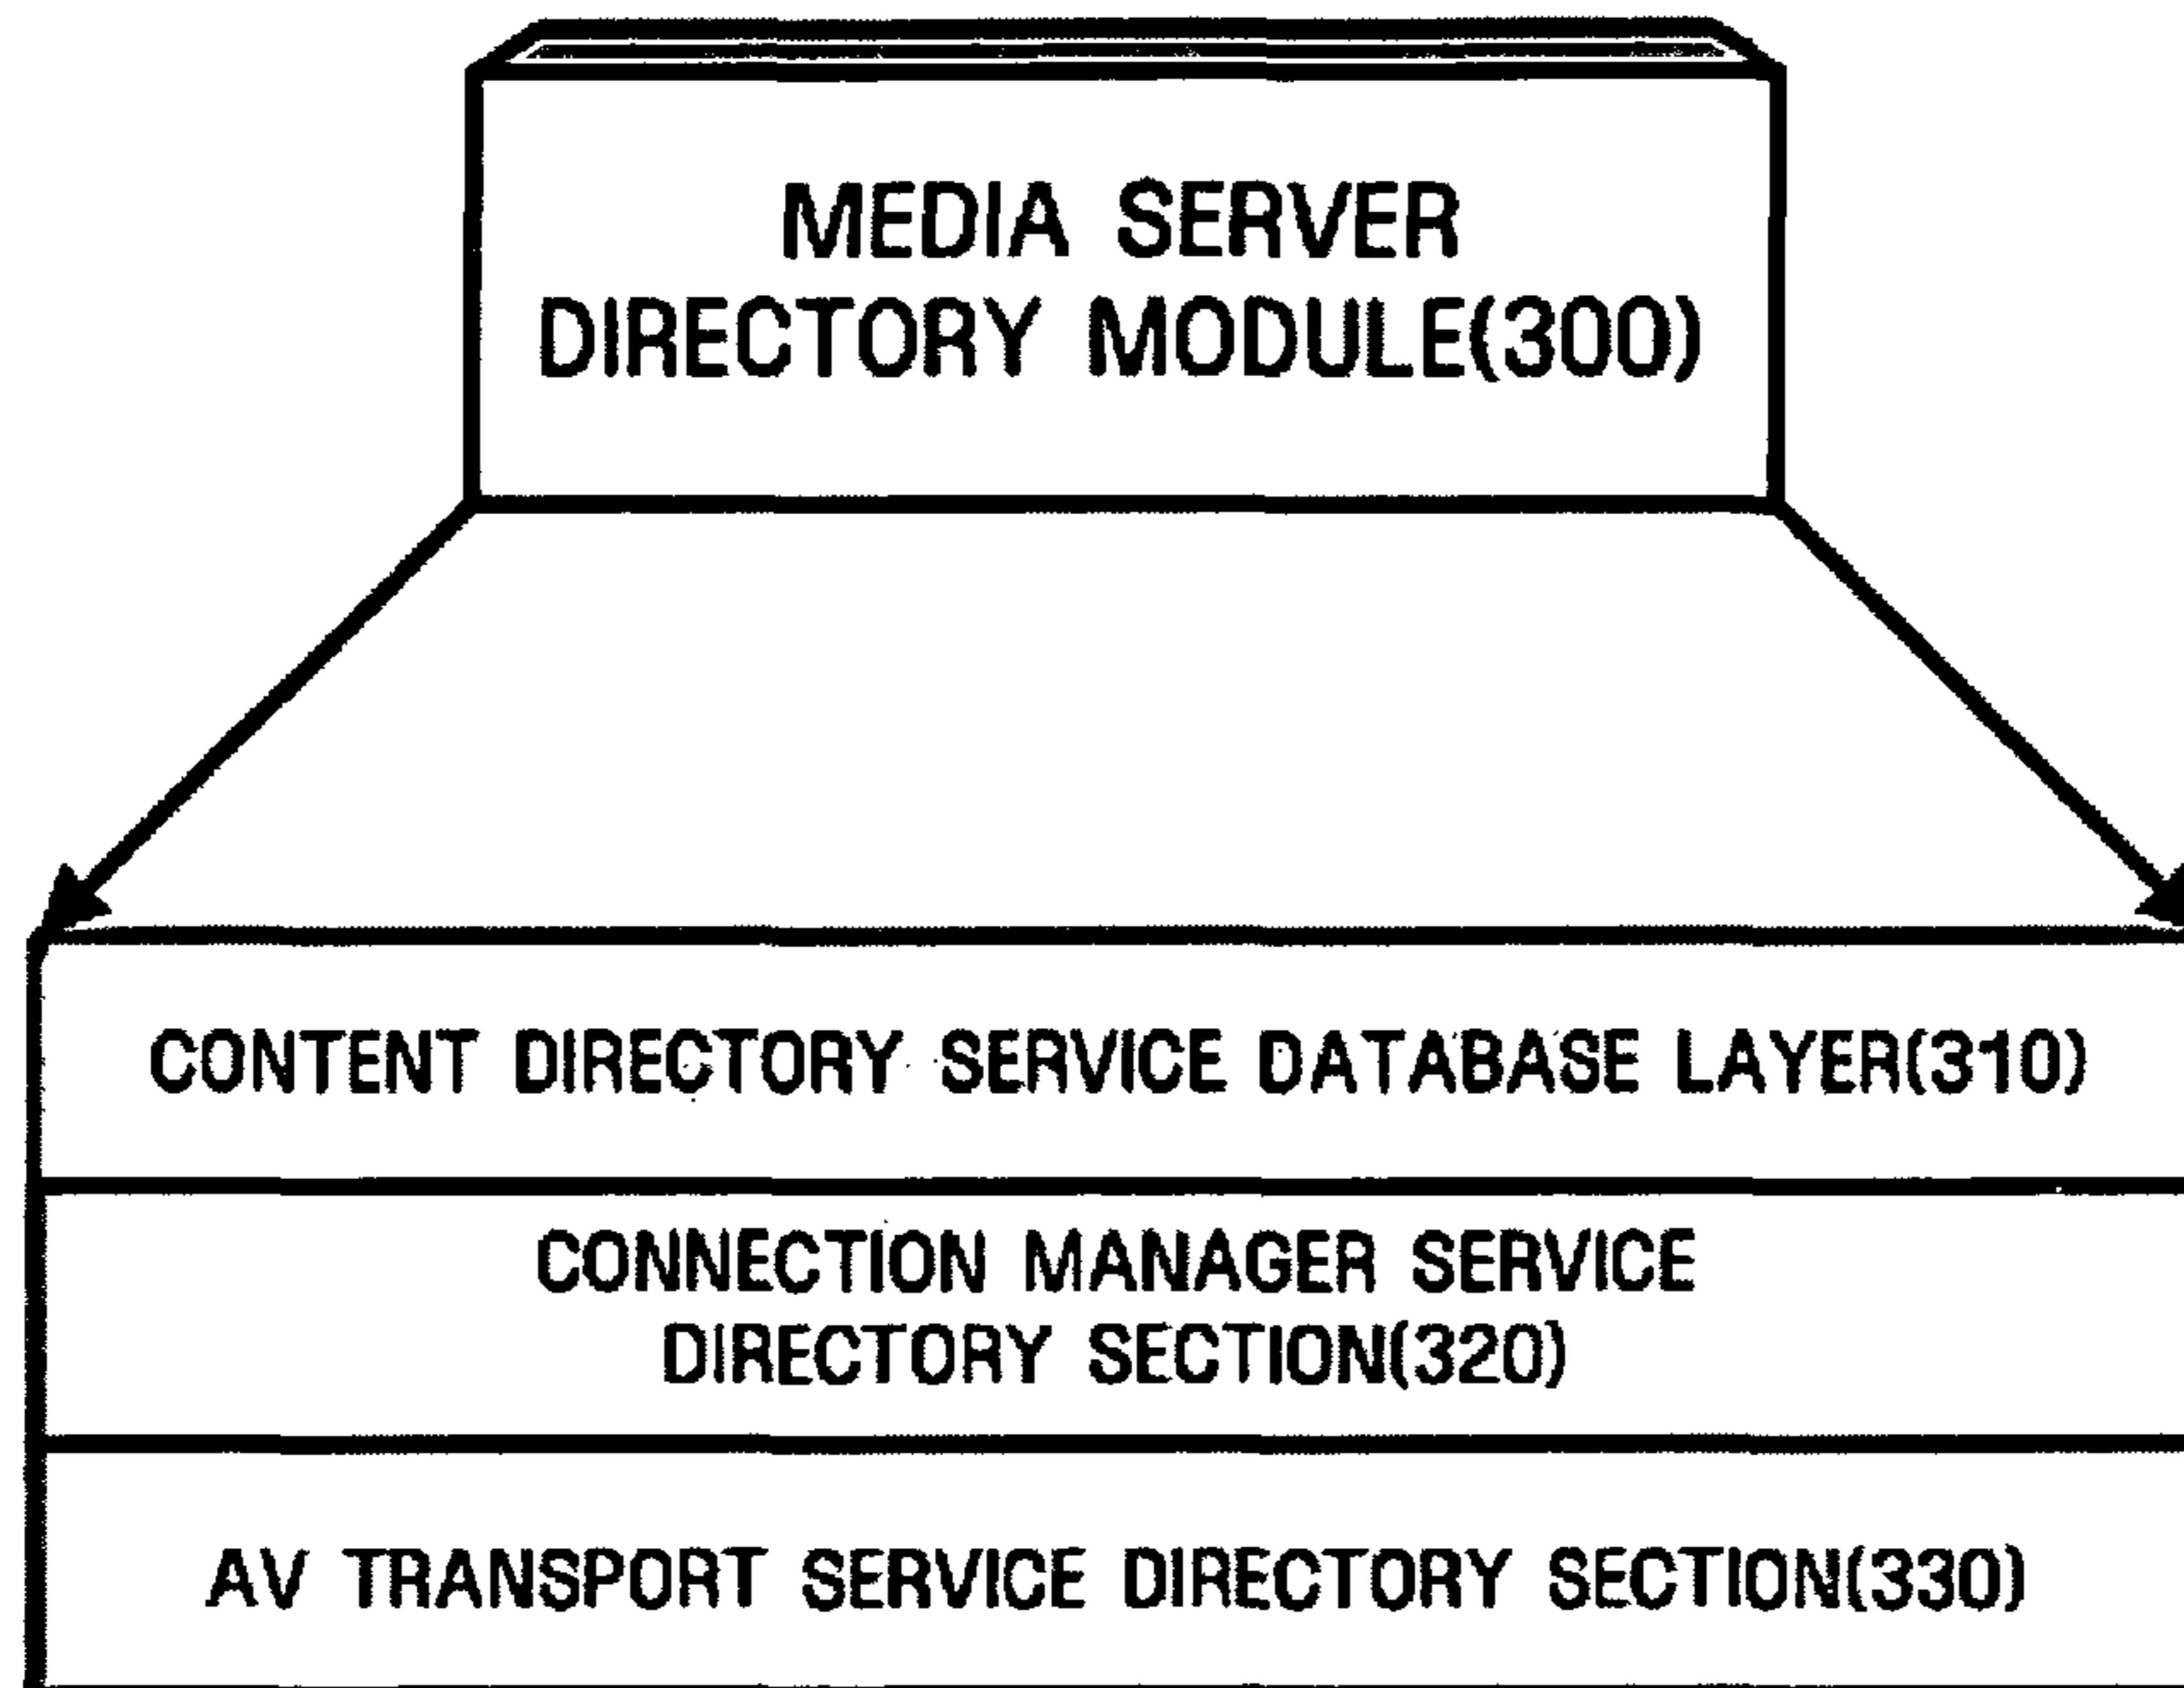 MEDIA SERVER
DIRECTORY MODULE(300)
CONTENT DIRECTORY SERVICE DATABASE LAYER(310)
CONNECTION MANAGER SERVICE
DIRECTORY SECTION(320)
AV TRANSPORT SERVICE DIRECTORY SECTION(330)